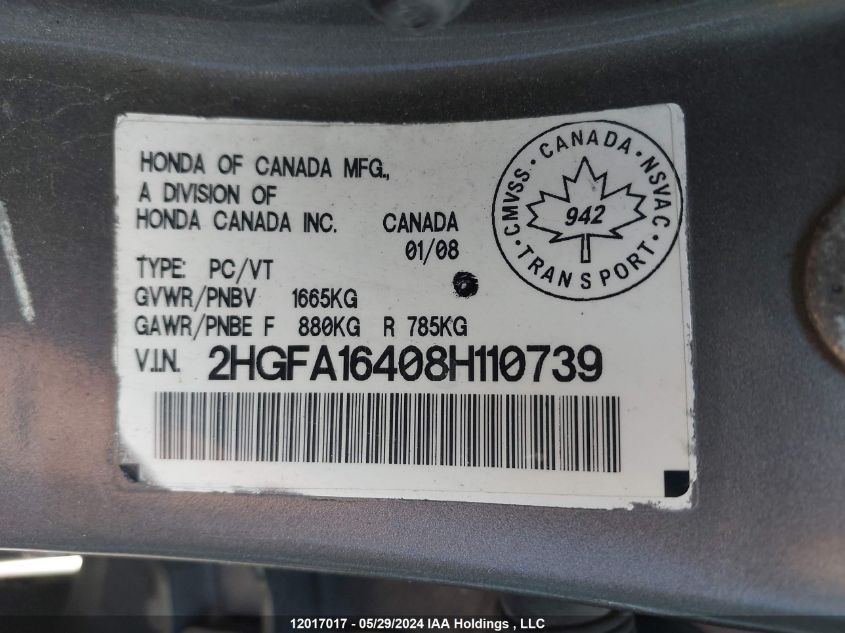 HONDA OF CANADA MFG.,
A DIVISION OF
HONDA CANADA INC. CANADA
01/08
TYPE: PC/VT
GVWR/PNBV 1665KG
GAWR/PNBE F 880KG R 785KG
V.I.N. 2HGFA16408H110739
CMVSS · CANADA · NSVAC · TRANSPORT ·
942
12017017 - 05/29/2024 IAA Holdings , LLC